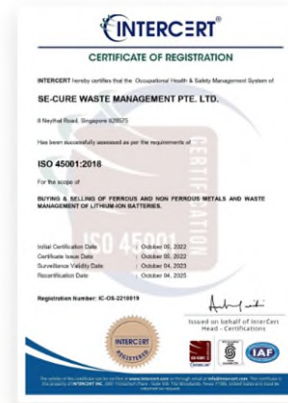 INTERCERT®
CERTIFICATE OF REGISTRATION
INTERCERT hereby certifies that the Occupational Health & Safety Management System of
SE-CURE WASTE MANAGEMENT PTE. LTD.
8 Neythal Road, Singapore 628575
Has been successfully assessed as per the requirements of
ISO 45001:2018
For the scope of
BUYING & SELLING OF FERROUS AND NON FERROUS METALS AND WASTE
MANAGEMENT OF LITHIUM-ION BATTERIES.
CERTIFICATION
ISO 45001
Initial Certification Date : October 05, 2022
Certificate Issue Date : October 05, 2022
Surveillance Validity Date : October 04, 2023
Recertification Date : October 04, 2025
Registration Number: IC-OS-2210019
Issued on behalf of InterCert
Head - Certifications
INTERCERT
REGISTERED
IAF